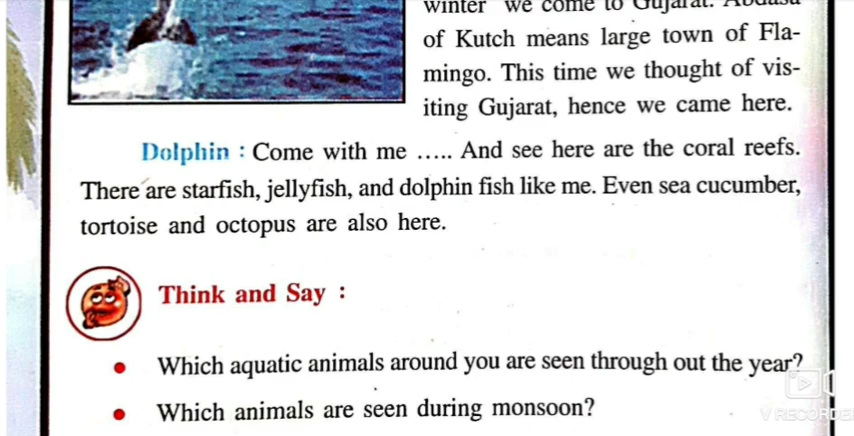 winter we come to Gujarat. Abdasa
of Kutch means large town of Fla-
mingo. This time we thought of vis-
iting Gujarat, hence we came here.
Dolphin : Come with me ..... And see here are the coral reefs.
There are starfish, jellyfish, and dolphin fish like me. Even sea cucumber,
tortoise and octopus are also here.
Think and Say :
• Which aquatic animals around you are seen through out the year?
• Which animals are seen during monsoon?
V RECORDER